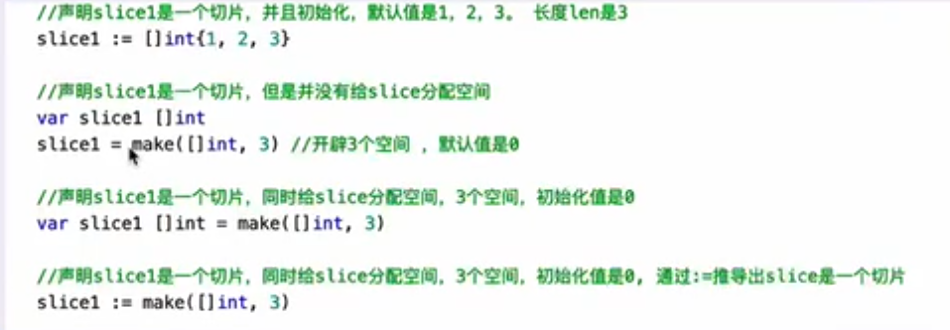 //声明slice1是一个切片，并且初始化，默认值是1，2，3。 长度len是3
slice1 := []int{1, 2, 3}
//声明slice1是一个切片，但是并没有给slice分配空间
var slice1 []int
slice1 = make([]int, 3) //开辟3个空间 ，默认值是0
//声明slice1是一个切片，同时给slice分配空间，3个空间，初始化值是0
var slice1 []int = make([]int, 3)
//声明slice1是一个切片，同时给slice分配空间，3个空间，初始化值是0, 通过:=推导出slice是一个切片
slice1 := make([]int, 3)